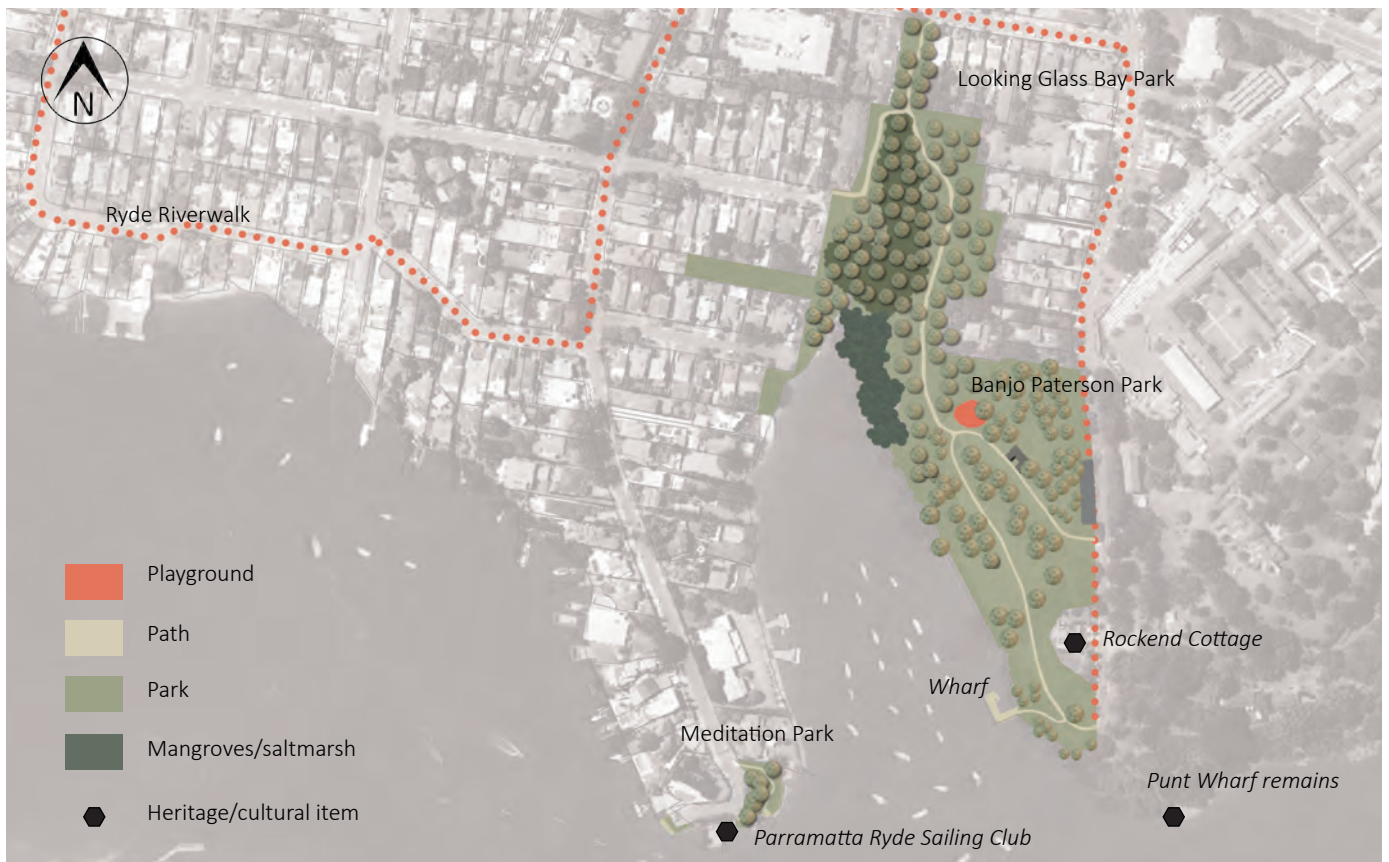 N
Looking Glass Bay Park
Ryde Riverwalk
Banjo Paterson Park
Playground
Path
Rockend Cottage
Park
Wharf
Meditation Park
Mangroves/saltmarsh
Punt Wharf remains
Heritage/cultural item
Parramatta Ryde Sailing Club